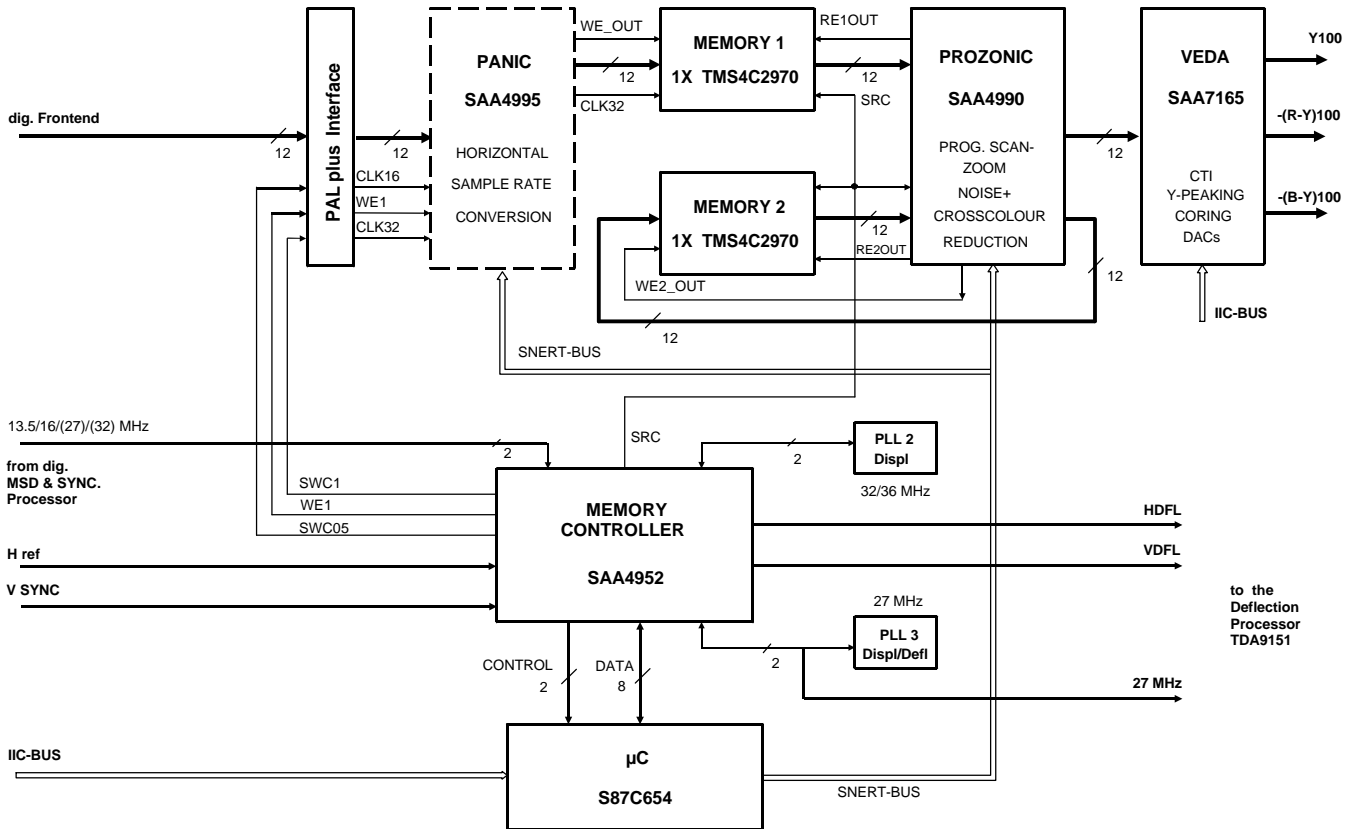 dig. Frontend
12
PAL plus Interface
12
CLK16
WE1
CLK32
PANIC
SAA4995
HORIZONTAL
SAMPLE RATE
CONVERSION
WE_OUT
12
CLK32
MEMORY 1
1X TMS4C2970
RE1OUT
12
SRC
MEMORY 2
1X TMS4C2970
12
RE2OUT
WE2_OUT
12
12
PROZONIC
SAA4990
PROG. SCAN-
ZOOM
NOISE+
CROSSCOLOUR
REDUCTION
12
VEDA
SAA7165
CTI
Y-PEAKING
CORING
DACs
Y100
-(R-Y)100
-(B-Y)100
IIC-BUS
SNERT-BUS
13.5/16/(27)/(32) MHz
2
from dig.
MSD & SYNC.
Processor
SWC1
WE1
SWC05
H ref
V SYNC
SRC
MEMORY
CONTROLLER
SAA4952
2
PLL 2
Displ
32/36 MHz
HDFL
VDFL
27 MHz
PLL 3
Displ/Defl
2
to the
Deflection
Processor
TDA9151
27 MHz
CONTROL
2
DATA
8
IIC-BUS
µC
S87C654
SNERT-BUS